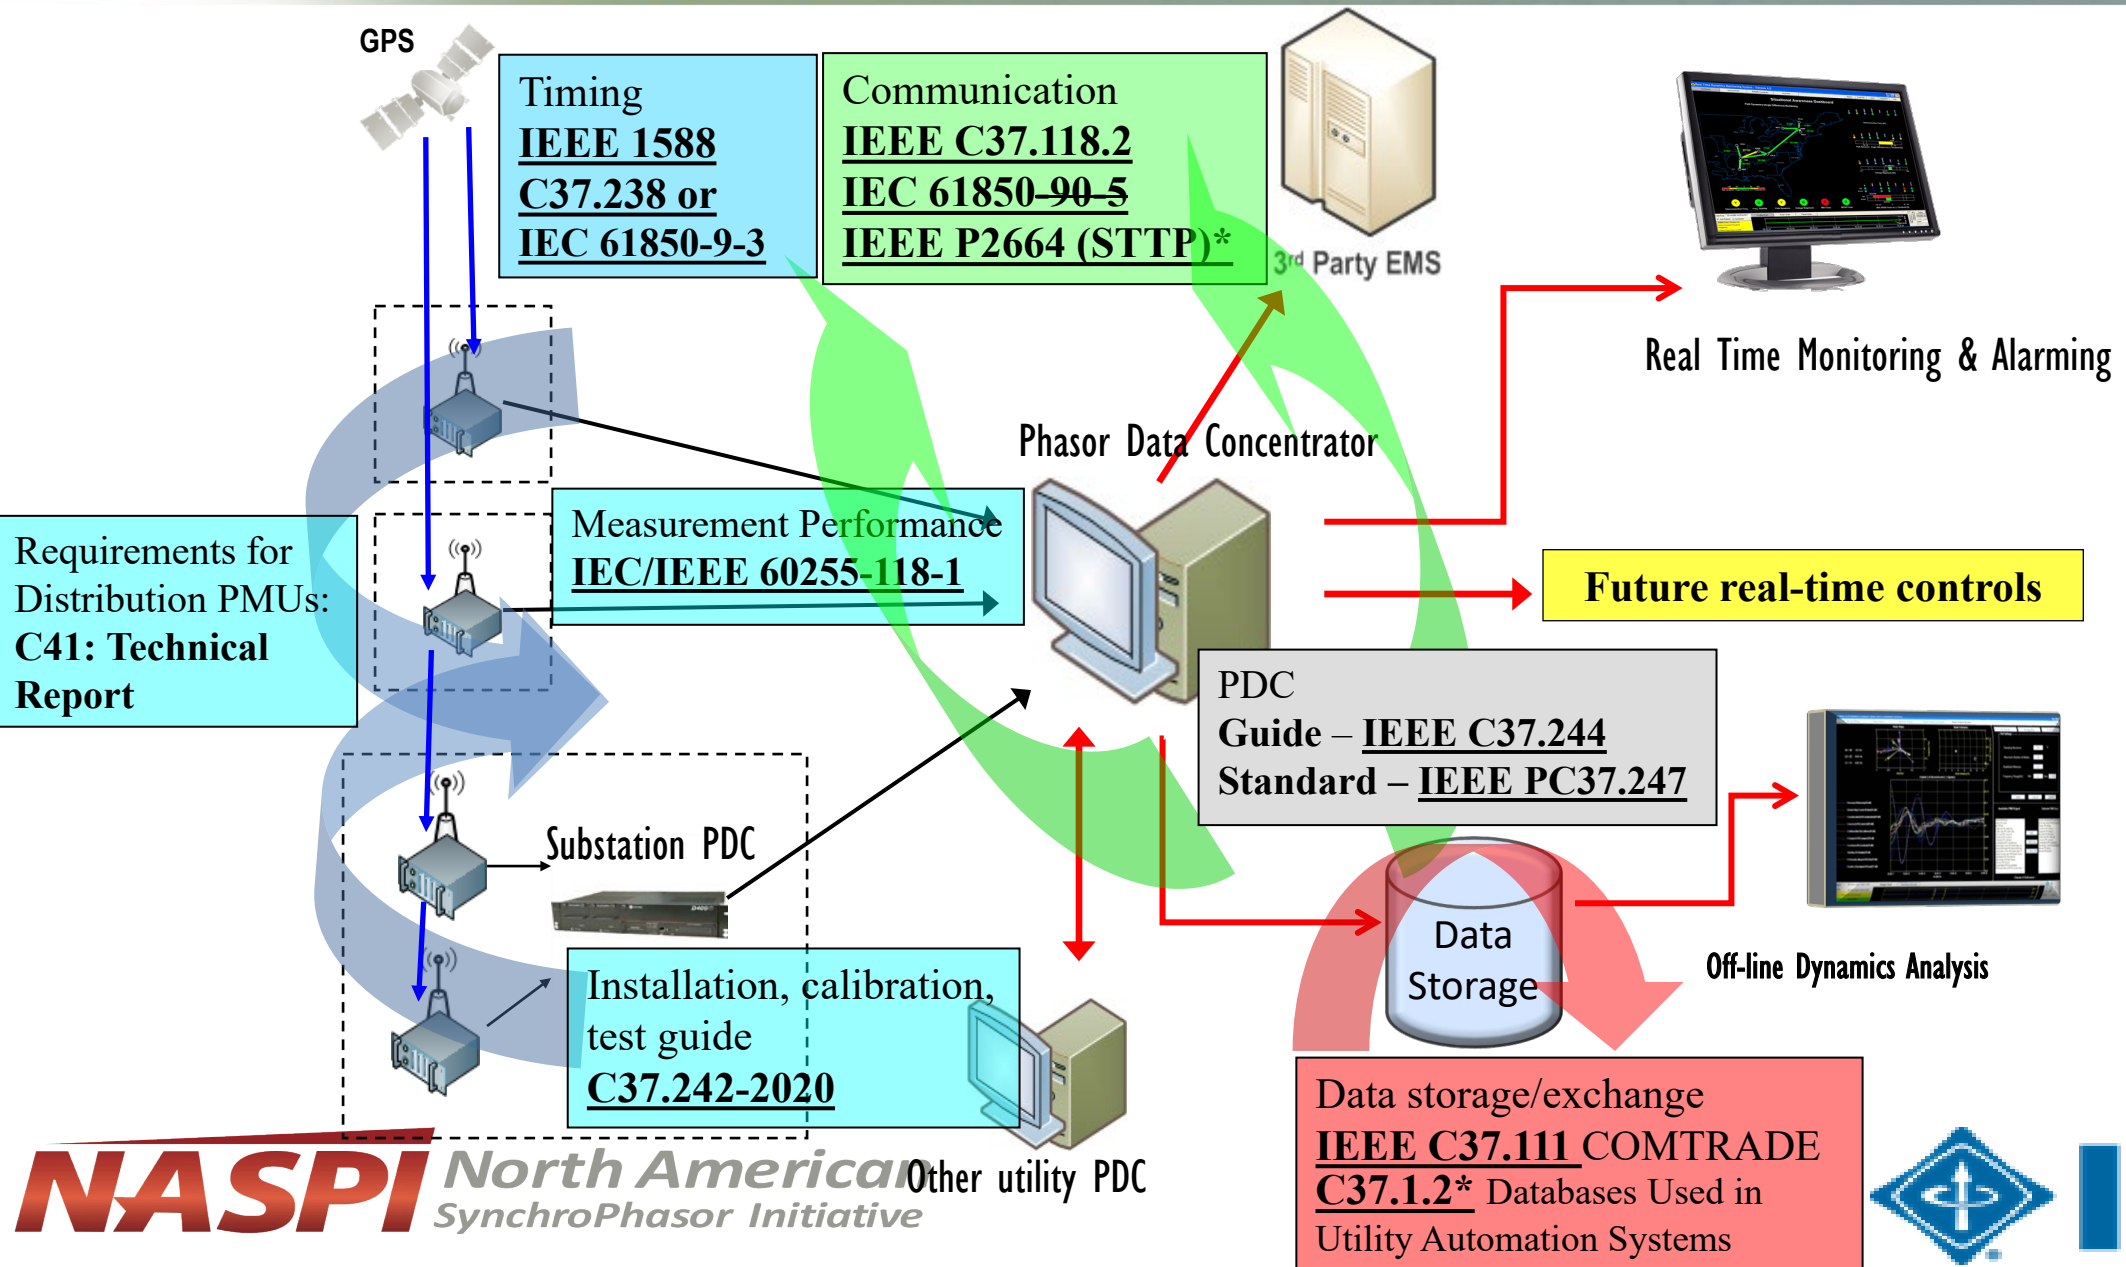 GPS
Timing
IEEE 1588
C37.238 or
IEC 61850-9-3
Communication
IEEE C37.118.2
IEC 61850-90-5
IEEE P2664 (STTP)*
3rd Party EMS
Real Time Monitoring & Alarming
Phasor Data Concentrator
Measurement Performance
IEC/IEEE 60255-118-1
Requirements for
Distribution PMUs:
C41: Technical
Report
Future real-time controls
PDC
Guide – IEEE C37.244
Standard – IEEE PC37.247
Substation PDC
Data
Storage
Off-line Dynamics Analysis
Installation, calibration,
test guide
C37.242-2020
Other utility PDC
Data storage/exchange
IEEE C37.111 COMTRADE
C37.1.2* Databases Used in
Utility Automation Systems
NASPI North American
SynchroPhasor Initiative